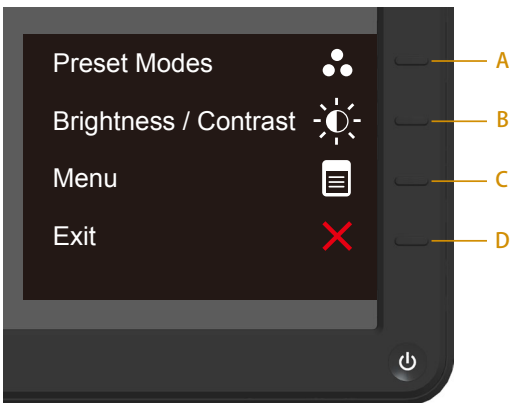 Preset Modes
A
Brightness / Contrast
B
Menu
C
Exit
D